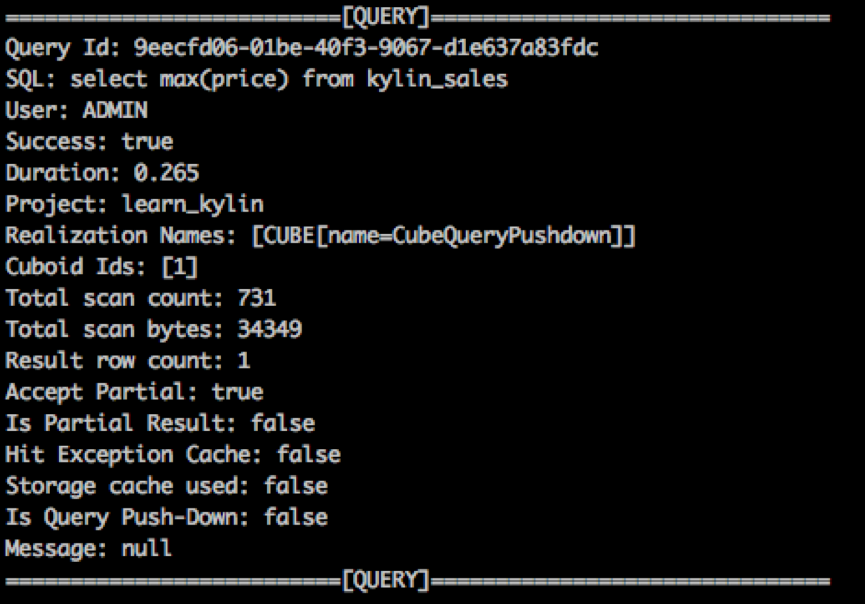 ==========================[QUERY]===============================
Query Id: 9eecfd06-01be-40f3-9067-d1e637a83fdc
SQL: select max(price) from kylin_sales
User: ADMIN
Success: true
Duration: 0.265
Project: learn_kylin
Realization Names: [CUBE[name=CubeQueryPushdown]]
Cuboid Ids: [1]
Total scan count: 731
Total scan bytes: 34349
Result row count: 1
Accept Partial: true
Is Partial Result: false
Hit Exception Cache: false
Storage cache used: false
Is Query Push-Down: false
Message: null
==========================[QUERY]===============================